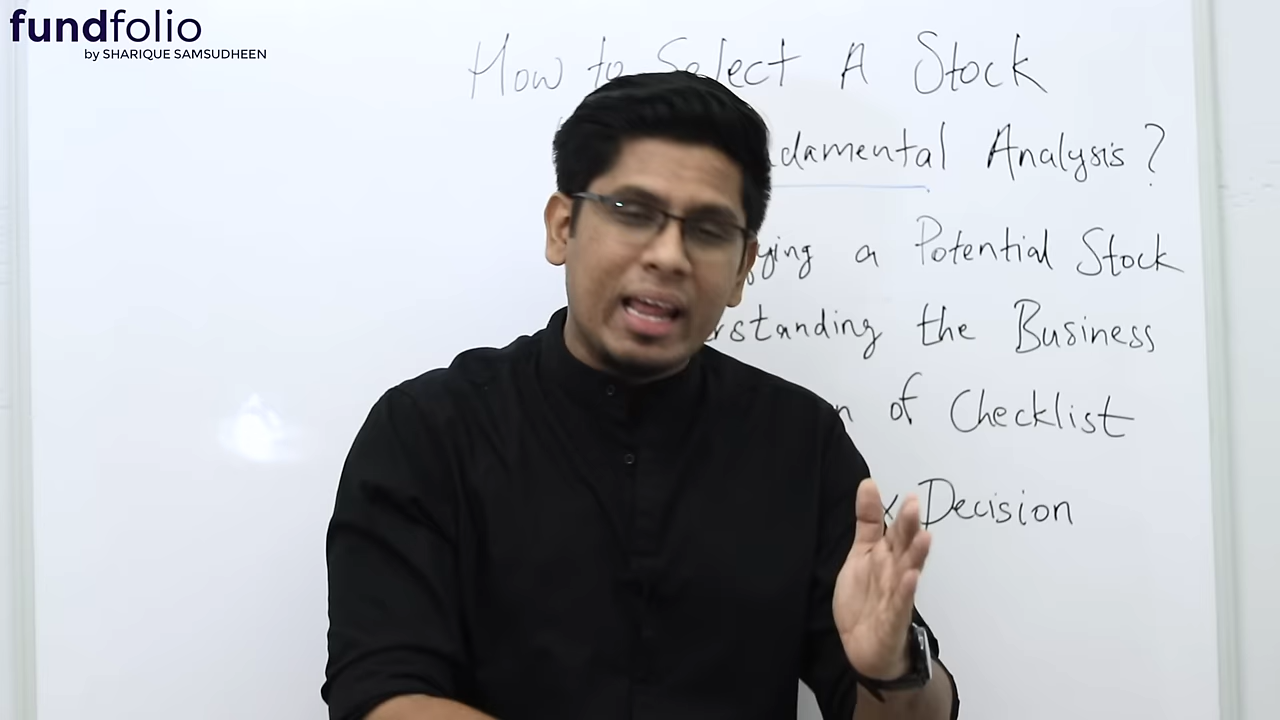 fundfolio
by SHARIQUE SAMSUDHEEN
How to Select A Stock
damental Analysis?
ying a Potential Stock
rstanding the Business
n of Checklist
Decision